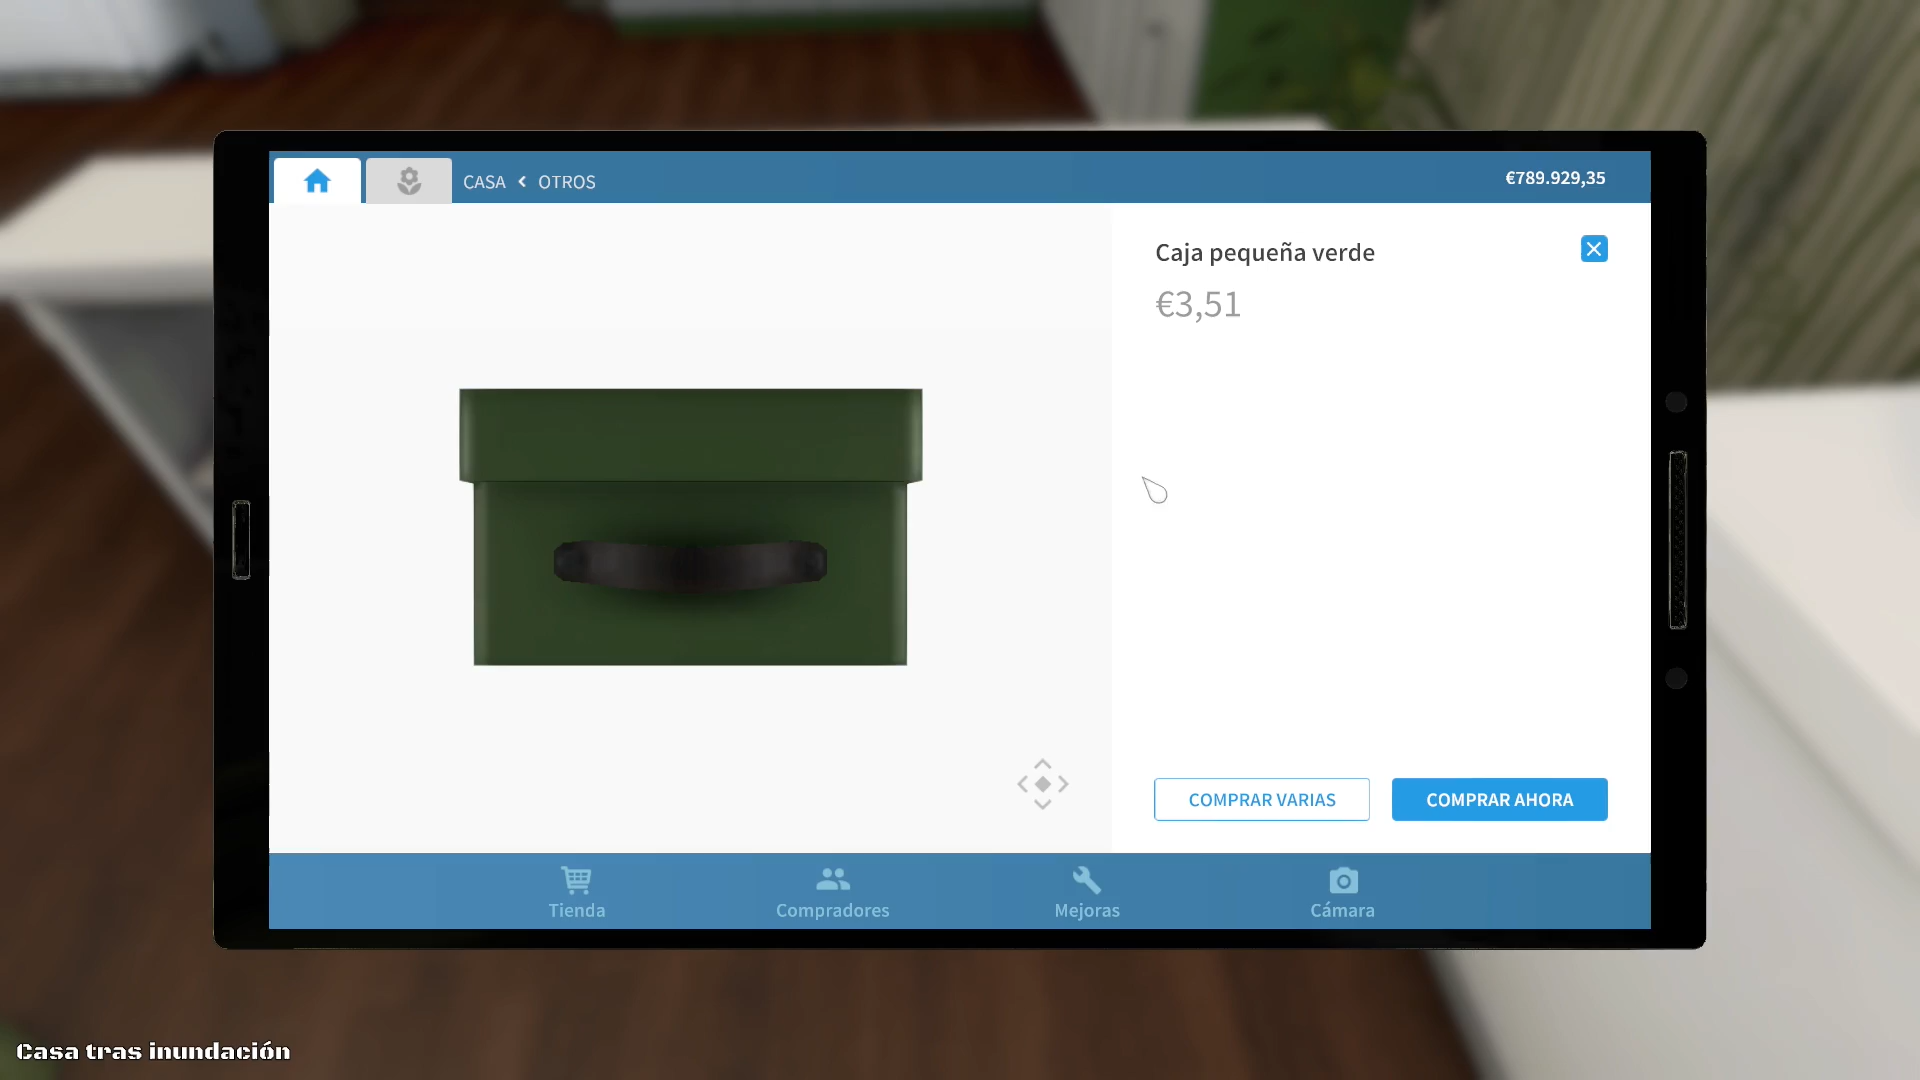 CASA < OTROS
€789.929,35
Caja pequeña verde
€3,51
COMPRAR VARIAS
COMPRAR AHORA
Tienda
Compradores
Mejoras
Cámara
Casa tras inundación